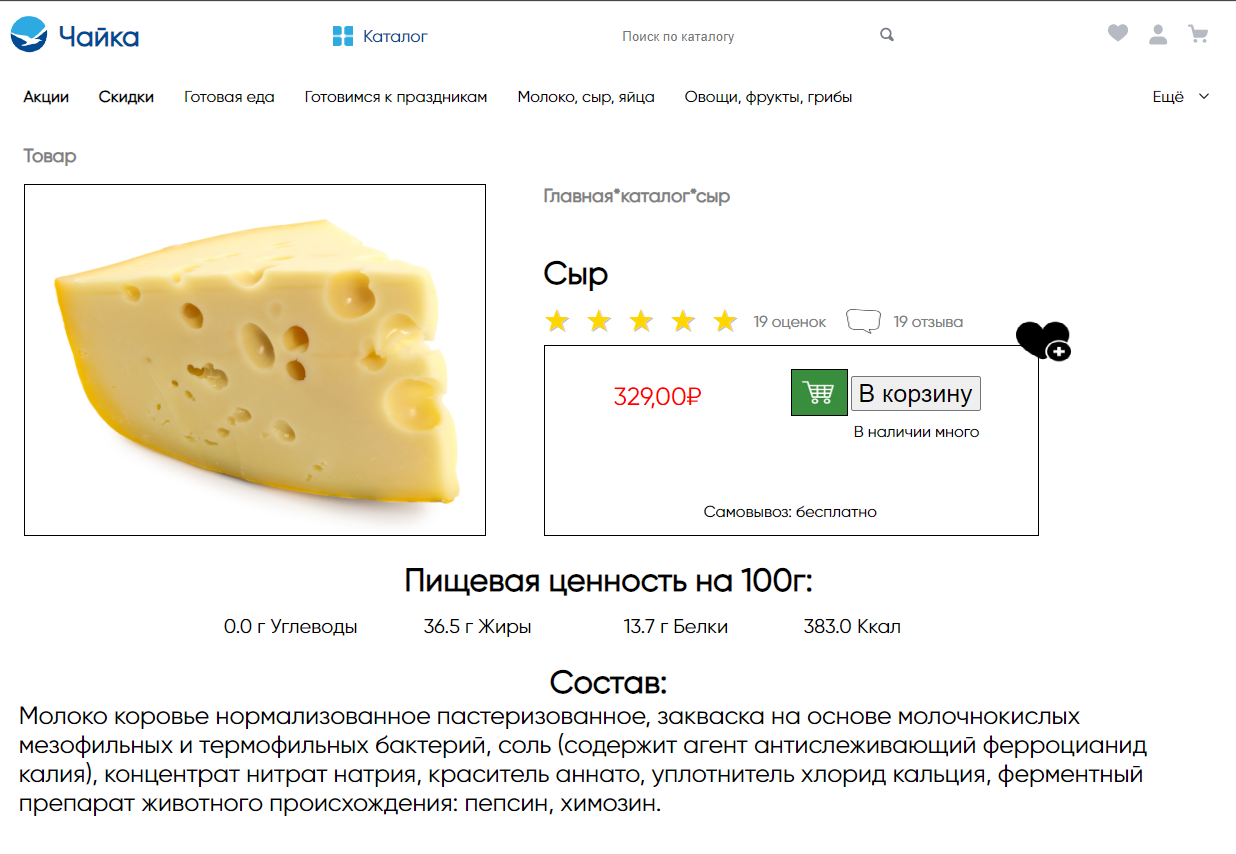 Чайка
Каталог
Поиск по каталогу
Акции Скидки Готовая еда Готовимся к праздникам Молоко, сыр, яйца Овощи, фрукты, грибы Ещё
Товар
Главная*каталог*сыр
Сыр
19 оценок 19 отзыва
329,00₽ В корзину
В наличии много
Самовывоз: бесплатно
Пищевая ценность на 100г:
0.0 г Углеводы 36.5 г Жиры 13.7 г Белки 383.0 Ккал
Состав:
Молоко коровье нормализованное пастеризованное, закваска на основе молочнокислых
мезофильных и термофильных бактерий, соль (содержит агент антислеживающий ферроцианид
калия), концентрат нитрат натрия, краситель аннато, уплотнитель хлорид кальция, ферментный
препарат животного происхождения: пепсин, химозин.